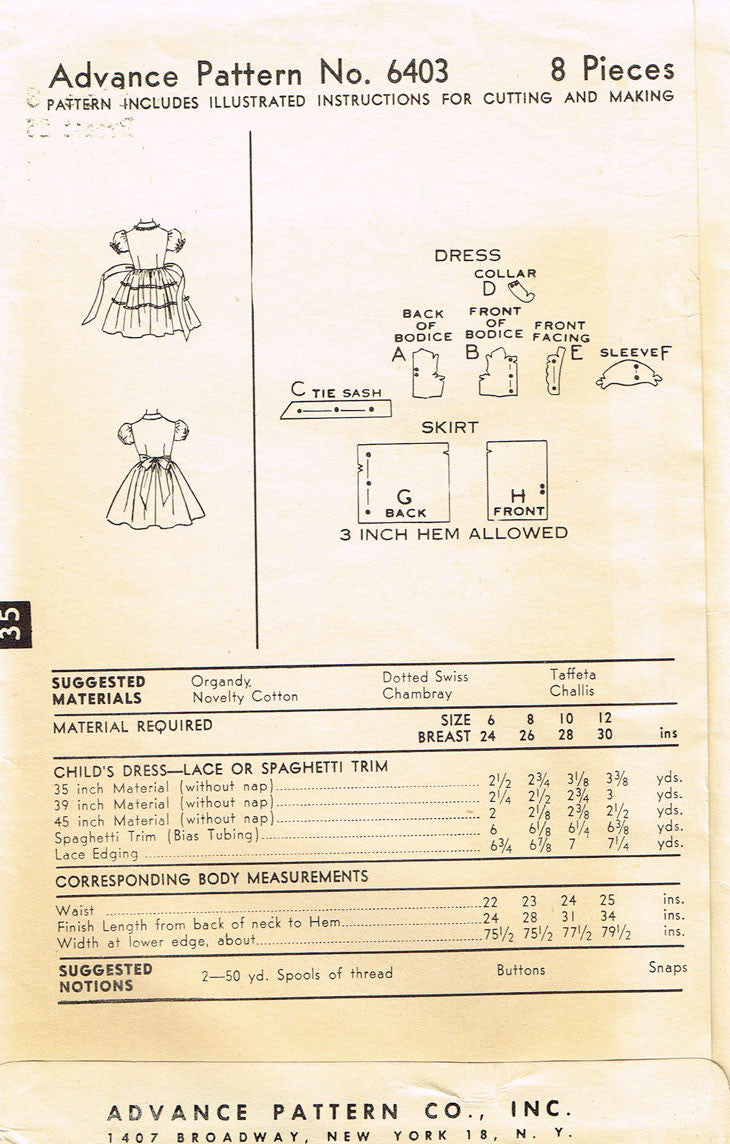 Advance Pattern No. 6403 8 Pieces
PATTERN INCLUDES ILLUSTRATED INSTRUCTIONS FOR CUTTING AND MAKING
DRESS
COLLAR
D
BACK OF BODICE
A
FRONT OF BODICE
B
FRONT FACING
E
SLEEVE F
C TIE SASH
SKIRT
G
BACK
H
FRONT
3 INCH HEM ALLOWED
35
SUGGESTED MATERIALS
Organdy Dotted Swiss Taffeta
Novelty Cotton Chambray Challis
MATERIAL REQUIRED
SIZE 6 8 10 12
BREAST 24 26 28 30 ins
CHILD'S DRESS—LACE OR SPAGHETTI TRIM
35 inch Material (without nap) 2½ 2¾ 3⅛ 3⅜ yds.
39 inch Material (without nap) 2¼ 2½ 2¾ 3 yds.
45 inch Material (without nap) 2 2⅛ 2⅜ 2½ yds.
Spaghetti Trim (Bias Tubing) 6 6⅛ 6¼ 6⅜ yds.
Lace Edging 6¾ 6⅞ 7 7¼ yds.
CORRESPONDING BODY MEASUREMENTS
Waist 22 23 24 25 ins.
Finish Length from back of neck to Hem 24 28 31 34 ins.
Width at lower edge, about 75½ 75½ 77½ 79½ ins.
SUGGESTED NOTIONS
2—50 yd. Spools of thread Buttons Snaps
ADVANCE PATTERN CO., INC.
1407 BROADWAY, NEW YORK 18, N. Y.